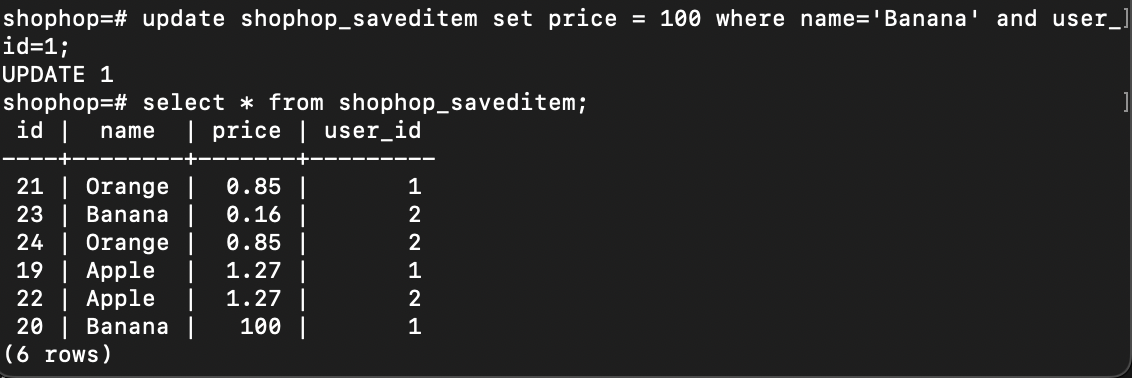 shophop=# update shophop_saveditem set price = 100 where name='Banana' and user_]
id=1;
UPDATE 1
shophop=# select * from shophop_saveditem;                                      ]
 id |  name  | price | user_id
----+--------+-------+---------
 21 | Orange |  0.85 |       1
 23 | Banana |  0.16 |       2
 24 | Orange |  0.85 |       2
 19 | Apple  |  1.27 |       1
 22 | Apple  |  1.27 |       2
 20 | Banana |   100 |       1
(6 rows)